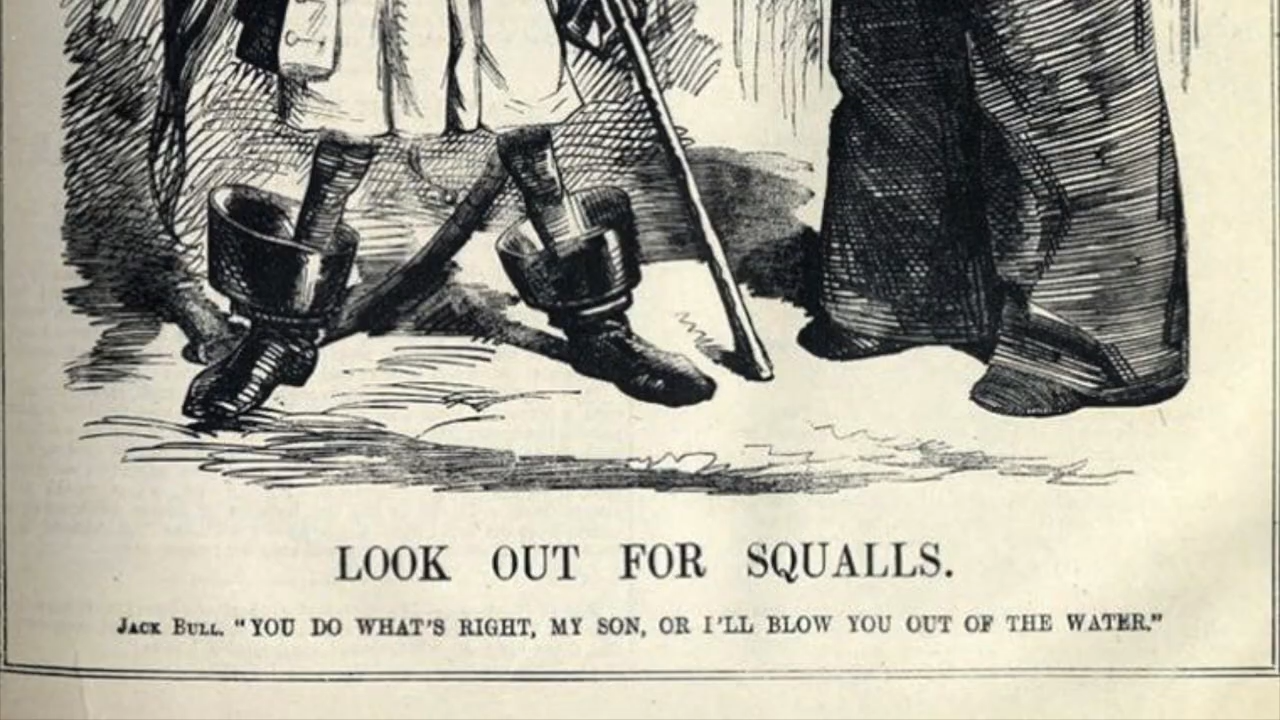 LOOK OUT FOR SQUALLS.
Jack Bull. "YOU DO WHAT'S RIGHT, MY SON, OR I'LL BLOW YOU OUT OF THE WATER."